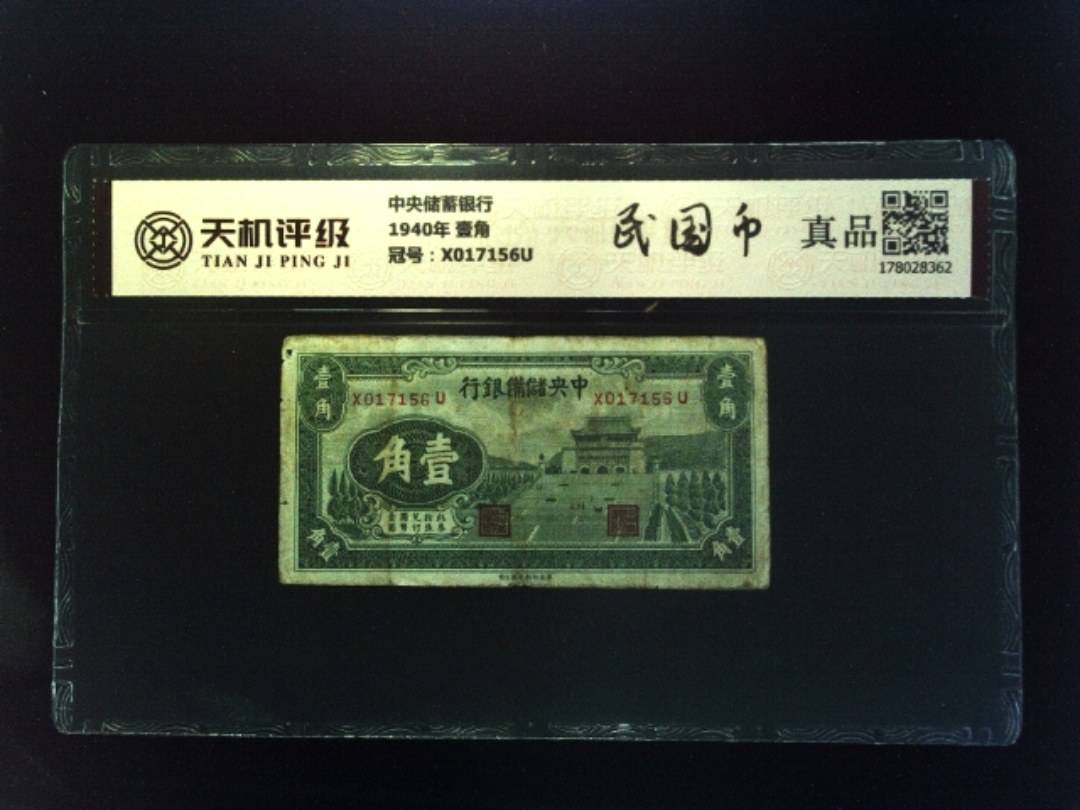 天机评级
TIAN JI PING JI
中央储蓄银行
1940年 壹角
冠号：X017156U
民国币
真品
178028362
行銀備儲央中
X017156U
X017156U
壹角
壹角
角壹
角壹
角壹